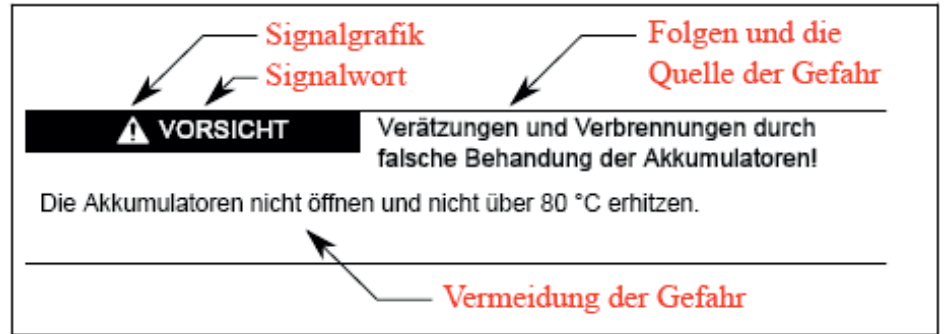 Signalgrafik
Signalwort
Folgen und die
Quelle der Gefahr
VORSICHT
Verätzungen und Verbrennungen durch
falsche Behandung der Akkumulatoren!
Die Akkumulatoren nicht öffnen und nicht über 80 °C erhitzen.
Vermeidung der Gefahr